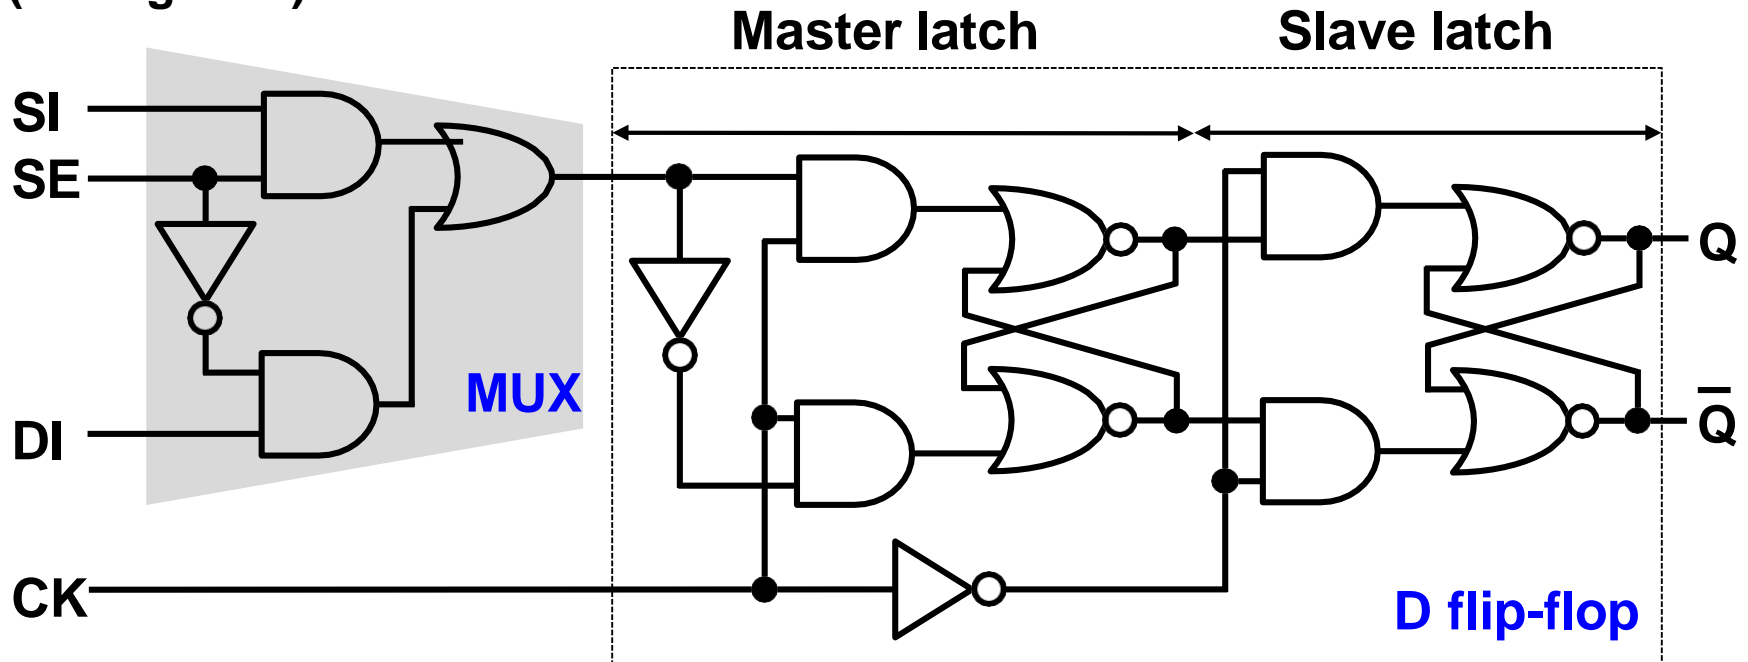 Master latch
Slave latch
SI
SE
MUX
DI
Q
Q̅
CK
D flip-flop